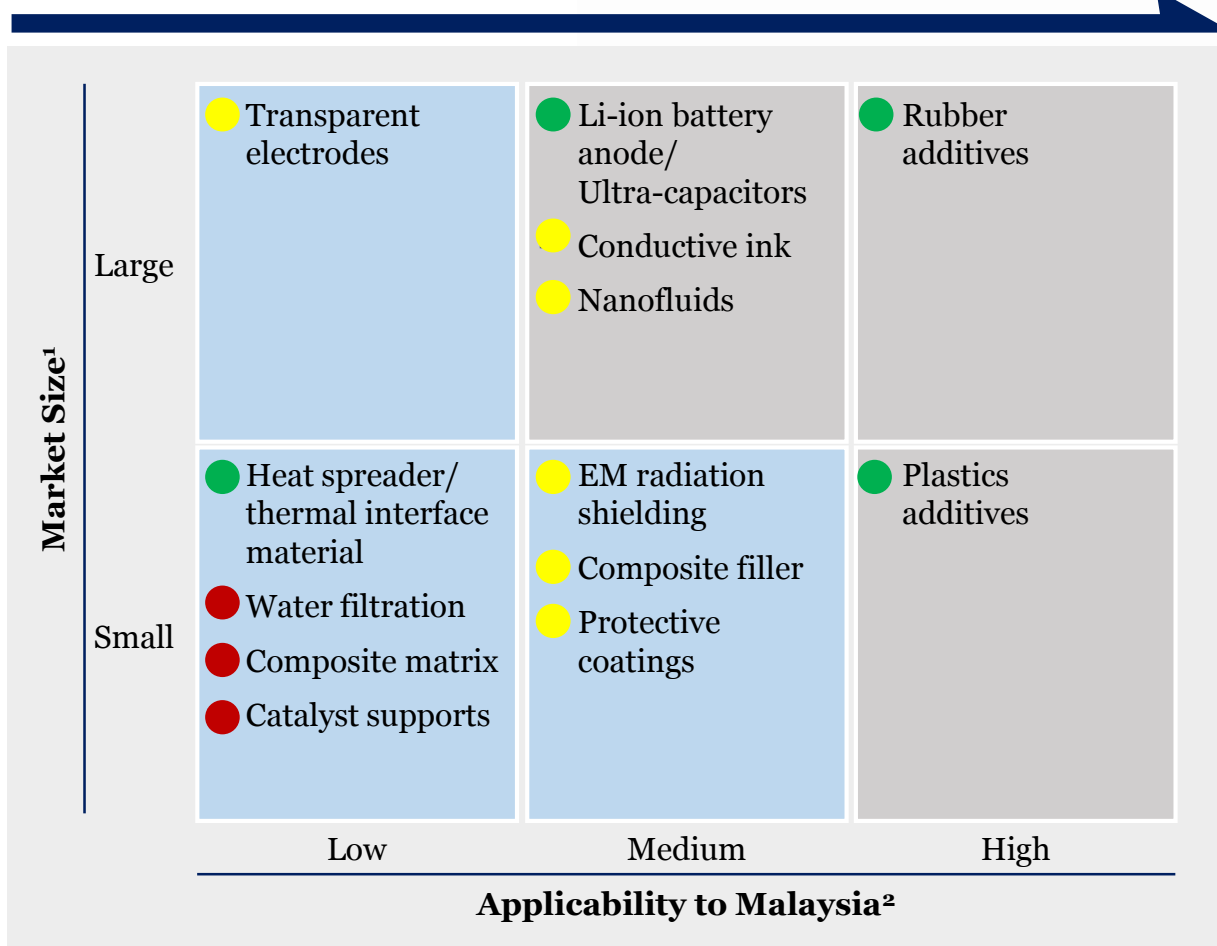 Market Size¹
Large
Small
Transparent
electrodes
Li-ion battery
anode/
Ultra-capacitors
Conductive ink
Nanofluids
Rubber
additives
Heat spreader/
thermal interface
material
Water filtration
Composite matrix
Catalyst supports
EM radiation
shielding
Composite filler
Protective
coatings
Plastics
additives
Low
Medium
High
Applicability to Malaysia²